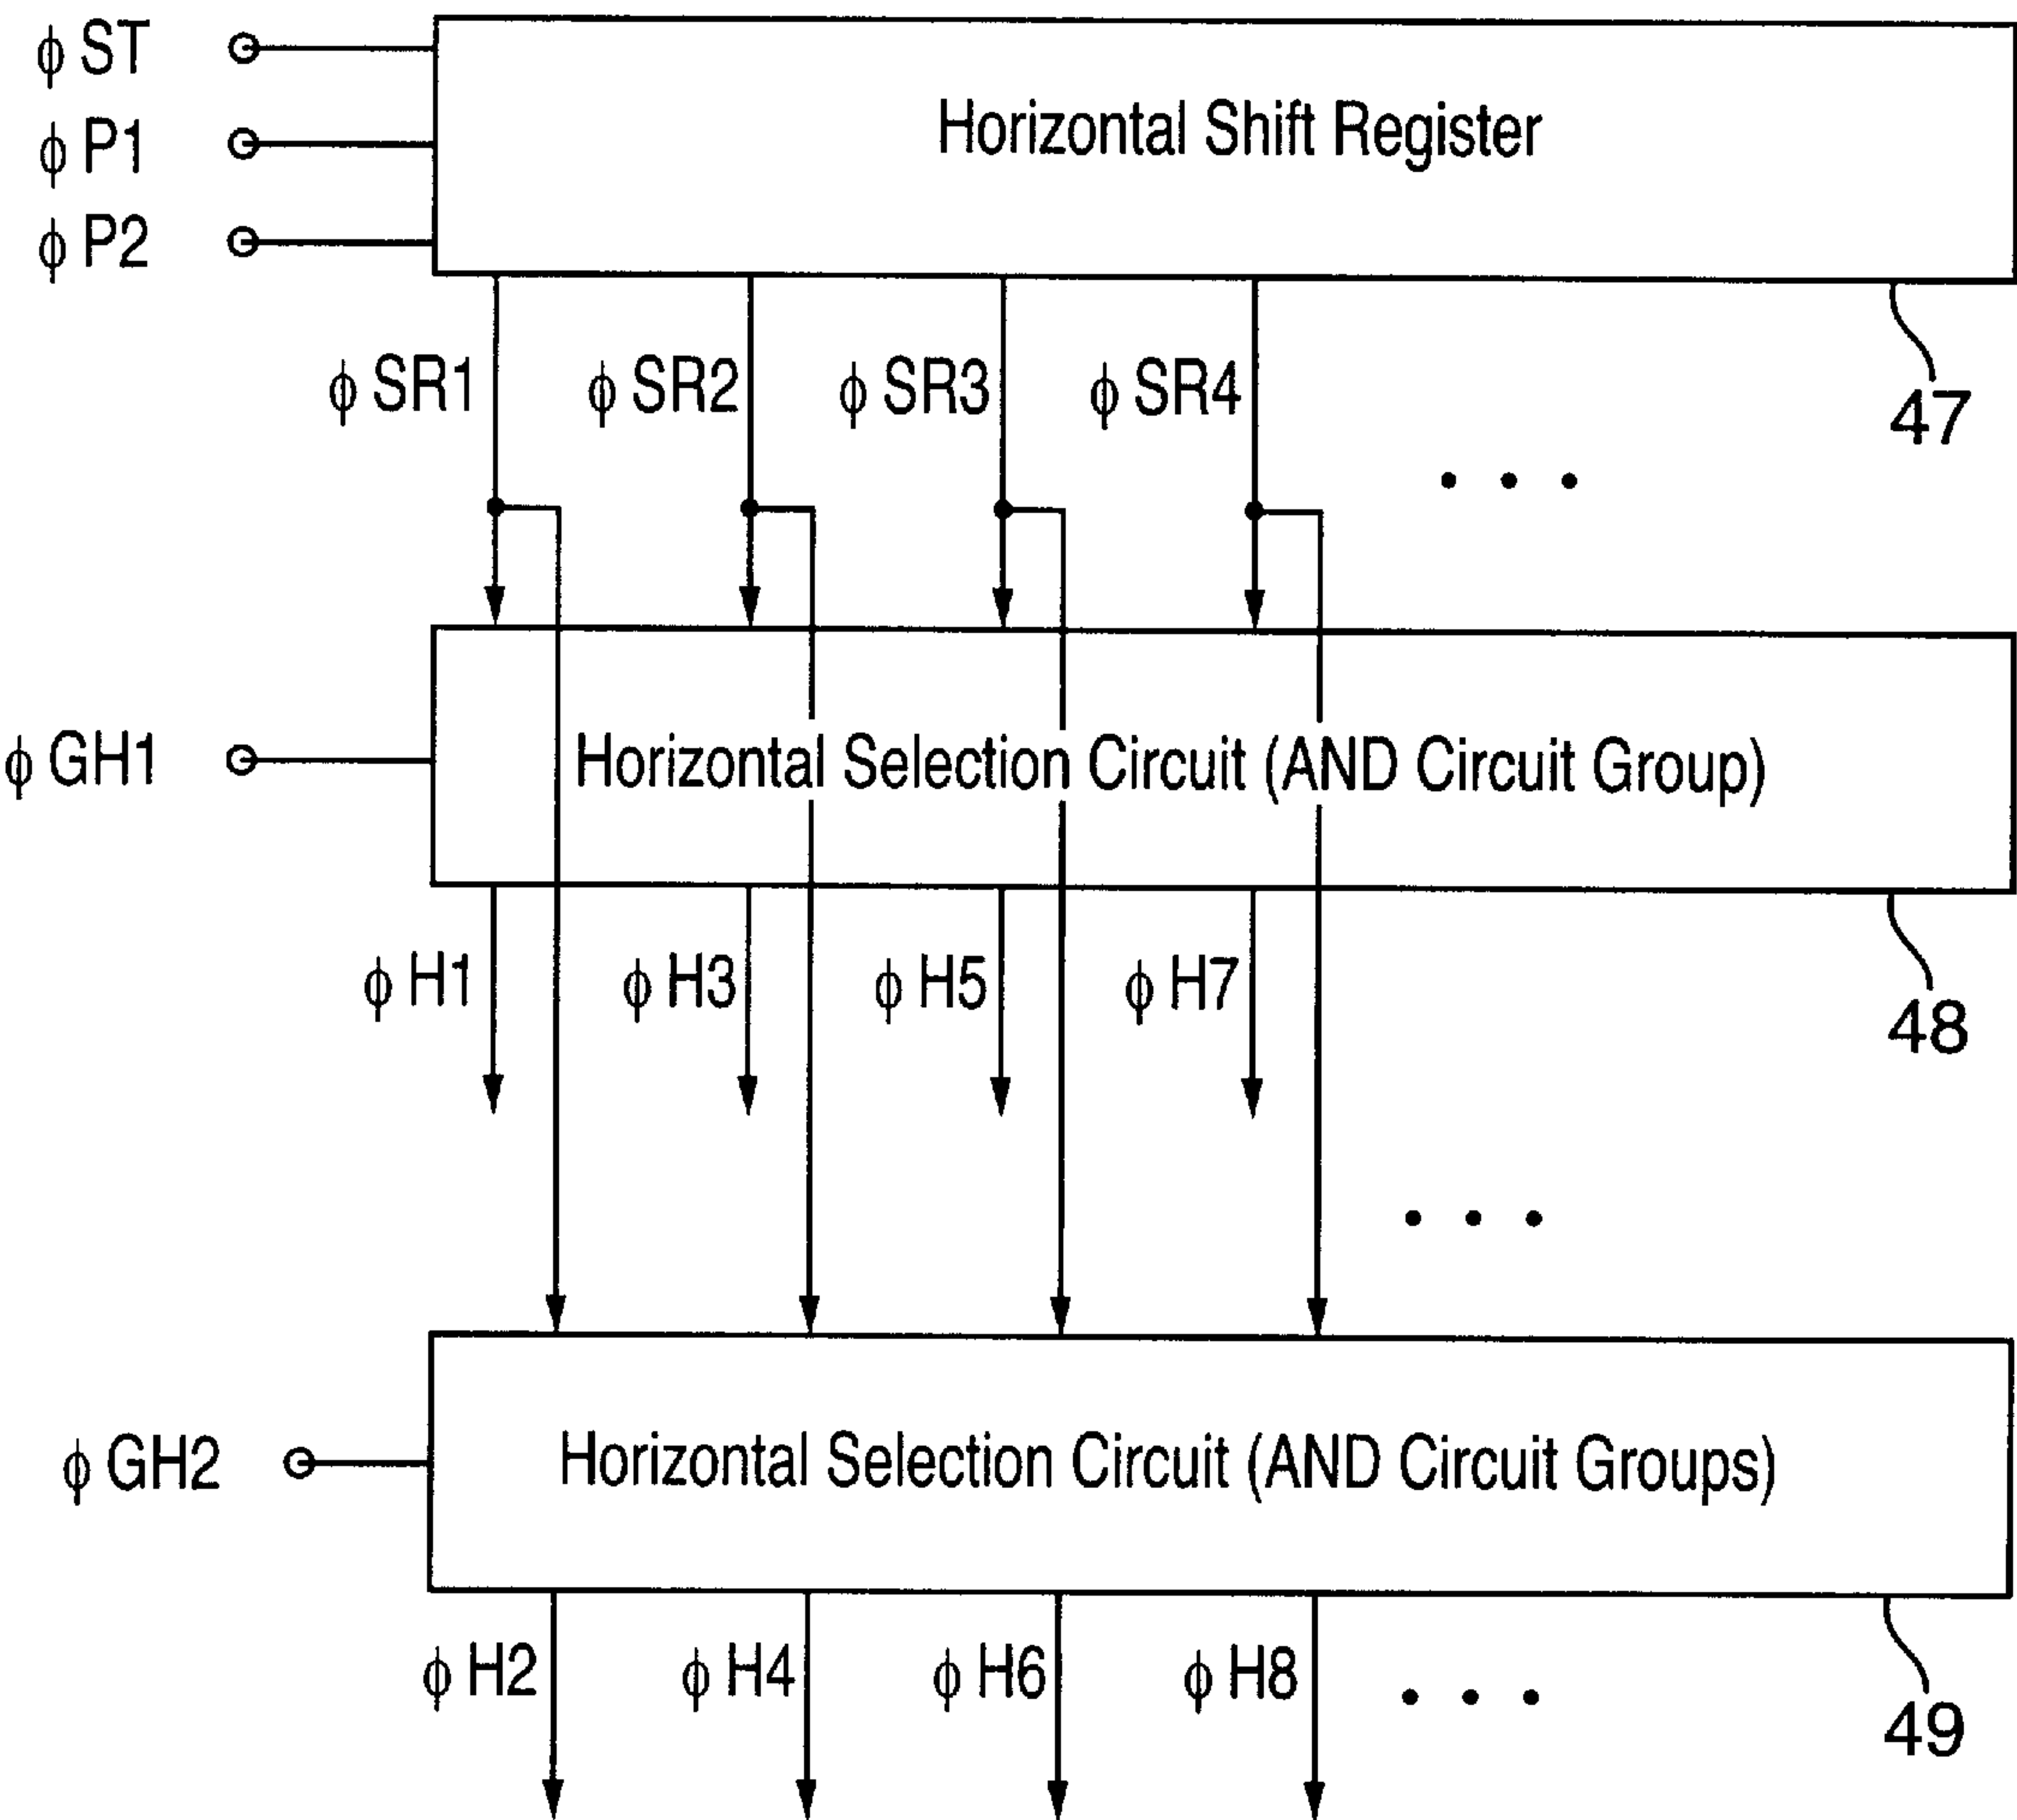 φ ST
φ P1
φ P2
Horizontal Shift Register
φ SR1
φ SR2
φ SR3
φ SR4
47
. . .
φ GH1
Horizontal Selection Circuit (AND Circuit Group)
φ H1
φ H3
φ H5
φ H7
48
. . .
φ GH2
Horizontal Selection Circuit (AND Circuit Groups)
φ H2
φ H4
φ H6
φ H8
. . .
49